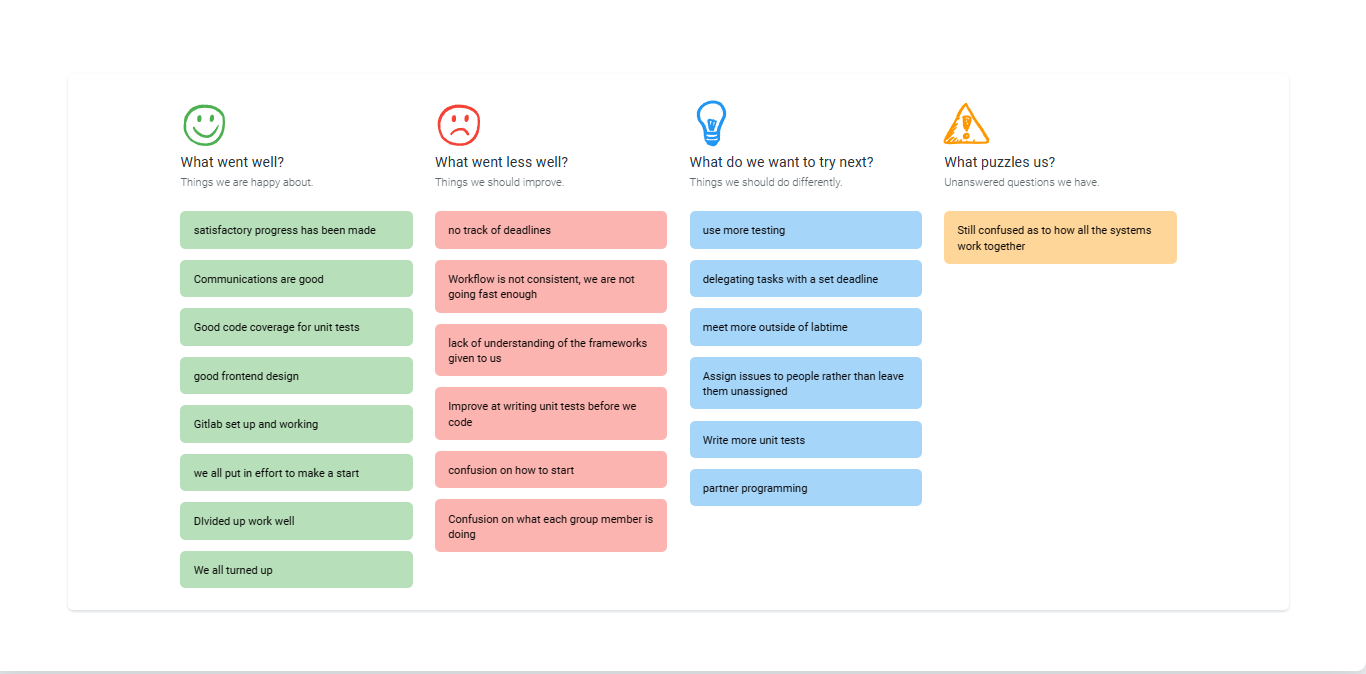 What went well?
Things we are happy about.
satisfactory progress has been made
Communications are good
Good code coverage for unit tests
good frontend design
Gitlab set up and working
we all put in effort to make a start
DIvided up work well
We all turned up
What went less well?
Things we should improve.
no track of deadlines
Workflow is not consistent, we are not
going fast enough
lack of understanding of the frameworks
given to us
Improve at writing unit tests before we
code
confusion on how to start
Confusion on what each group member is
doing
What do we want to try next?
Things we should do differently.
use more testing
delegating tasks with a set deadline
meet more outside of labtime
Assign issues to people rather than leave
them unassigned
Write more unit tests
partner programming
What puzzles us?
Unanswered questions we have.
Still confused as to how all the systems
work together